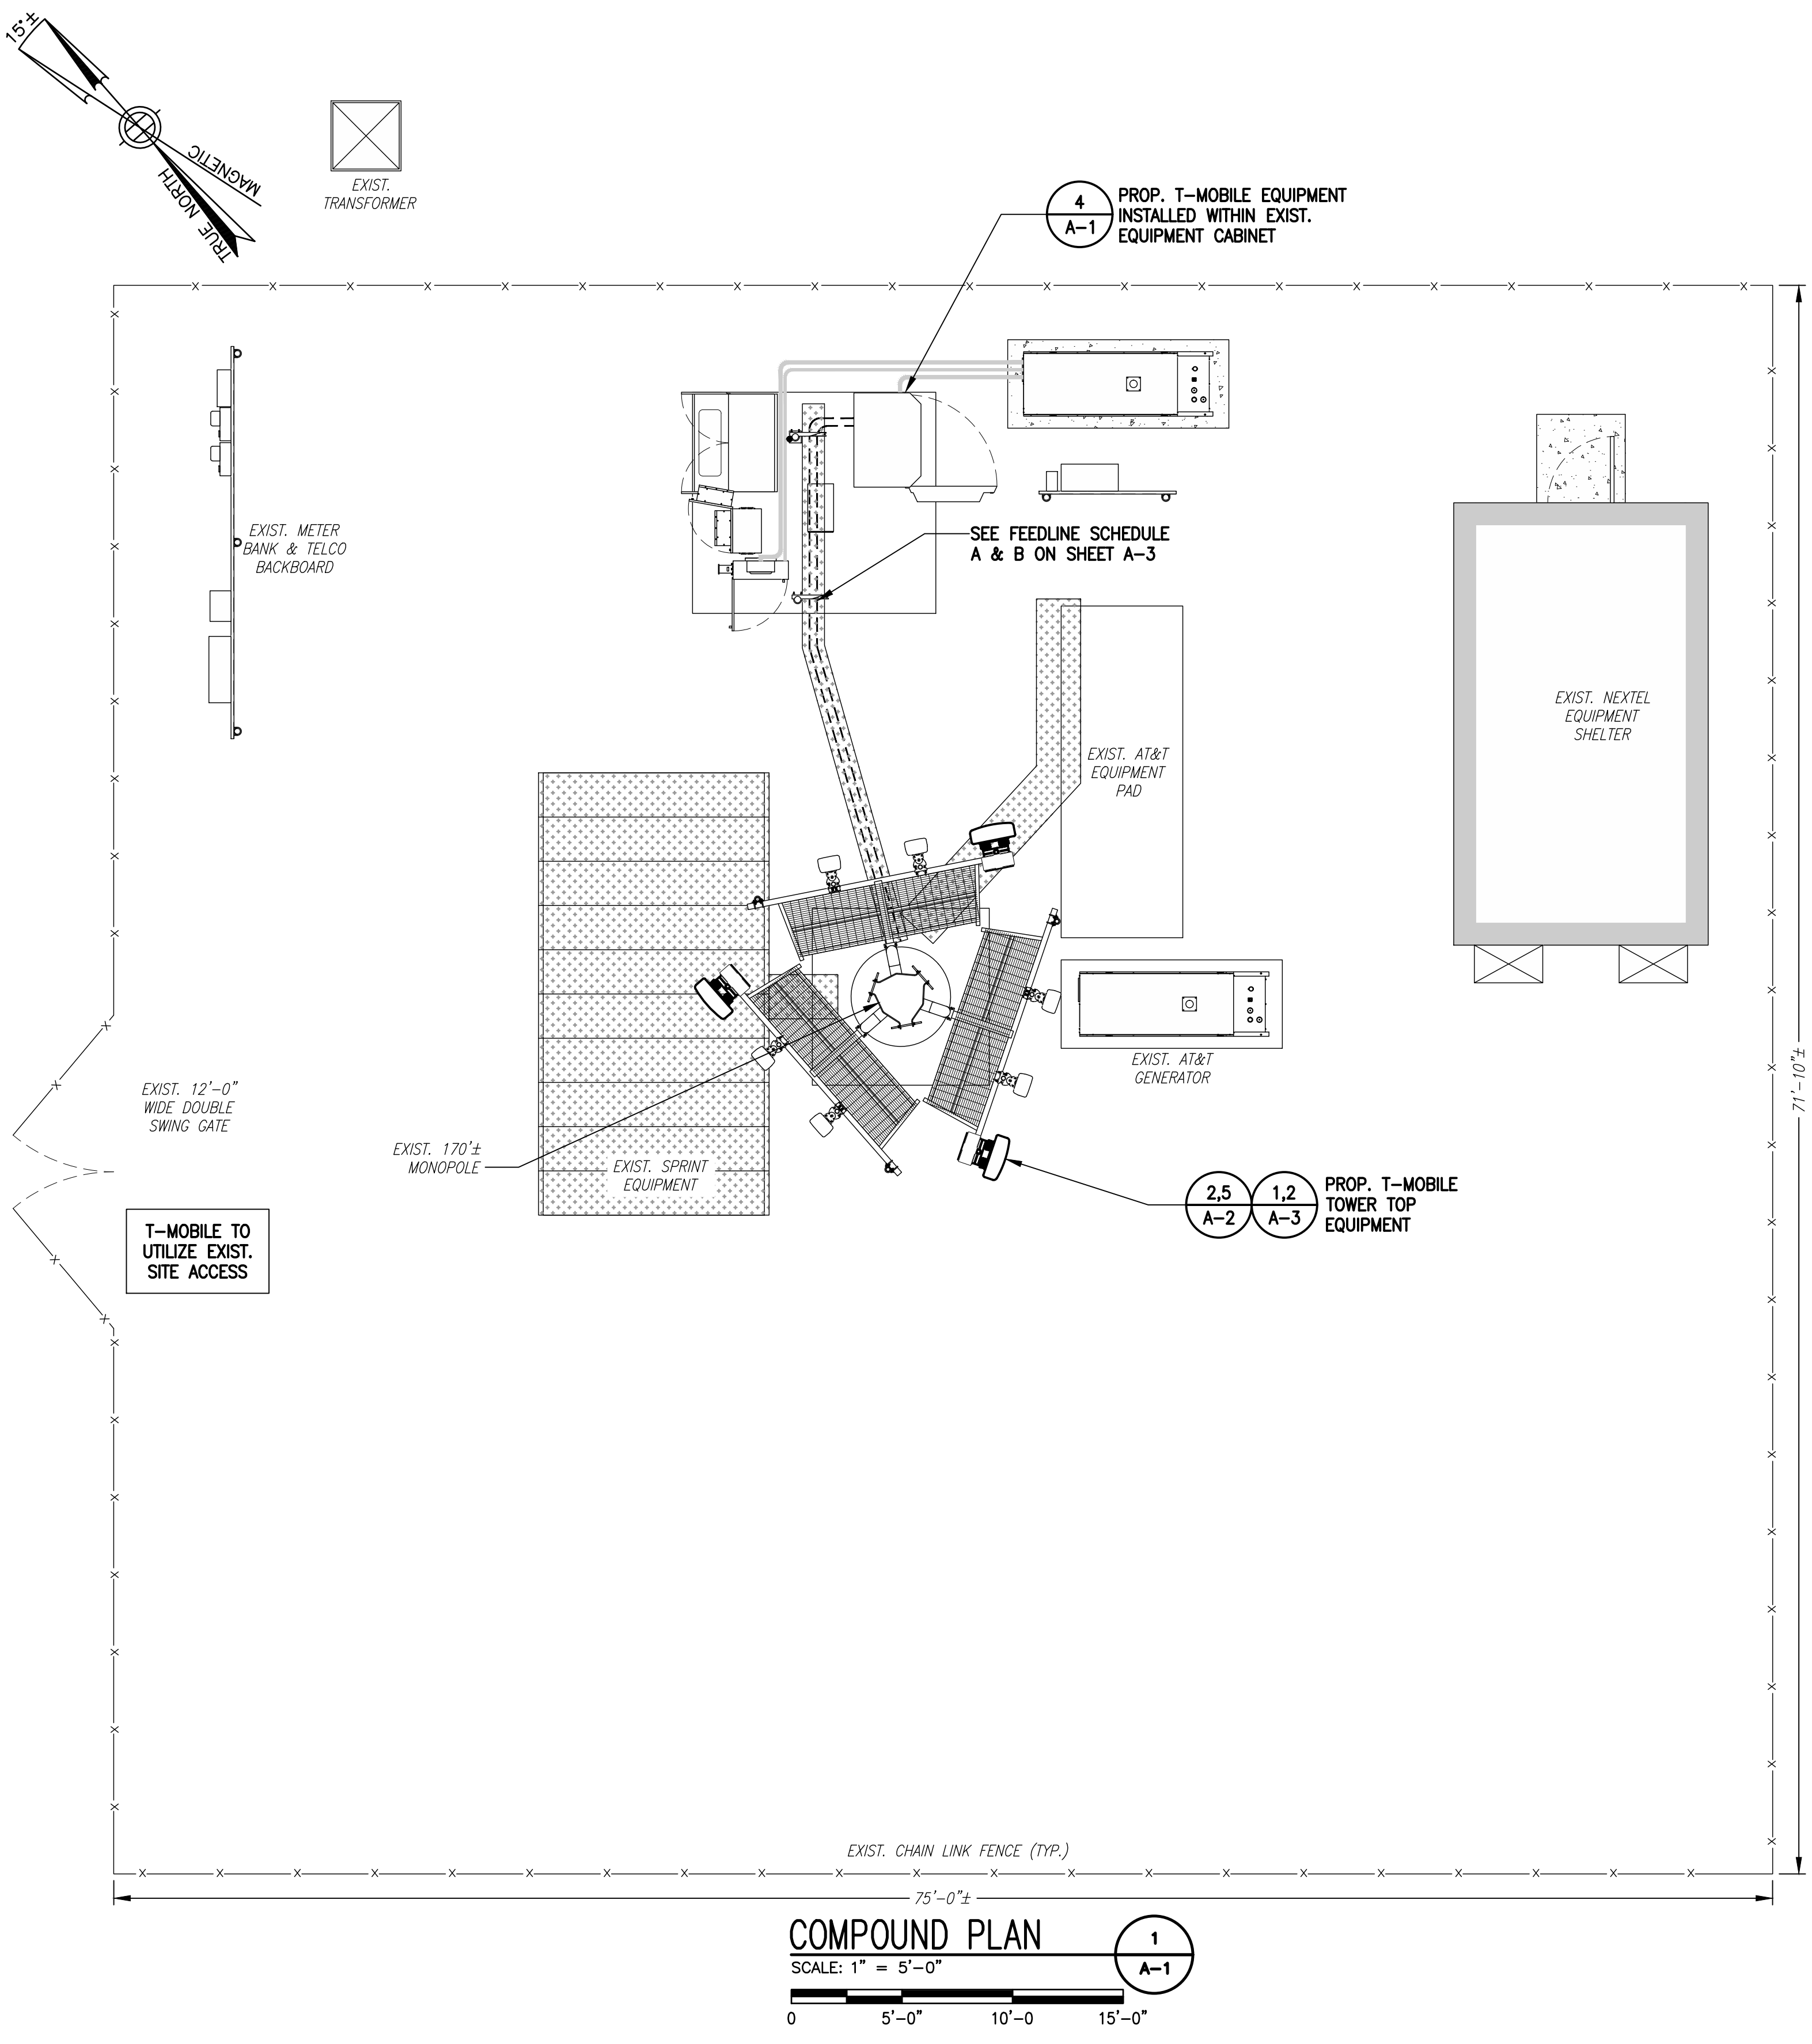 15°±
MAGNETIC
TRUE NORTH
EXIST.
TRANSFORMER
4
A-1
PROP. T-MOBILE EQUIPMENT
INSTALLED WITHIN EXIST.
EQUIPMENT CABINET
EXIST. METER
BANK & TELCO
BACKBOARD
SEE FEEDLINE SCHEDULE
A & B ON SHEET A-3
EXIST. NEXTEL
EQUIPMENT
SHELTER
EXIST. AT&T
EQUIPMENT
PAD
EXIST. AT&T
GENERATOR
71'-10"±
EXIST. 12'-0"
WIDE DOUBLE
SWING GATE
EXIST. 170'±
MONOPOLE
EXIST. SPRINT
EQUIPMENT
2,5
A-2
1,2
A-3
PROP. T-MOBILE
TOWER TOP
EQUIPMENT
T-MOBILE TO
UTILIZE EXIST.
SITE ACCESS
EXIST. CHAIN LINK FENCE (TYP.)
75'-0"±
COMPOUND PLAN
SCALE: 1" = 5'-0"
1
A-1
0 5'-0" 10'-0 15'-0"